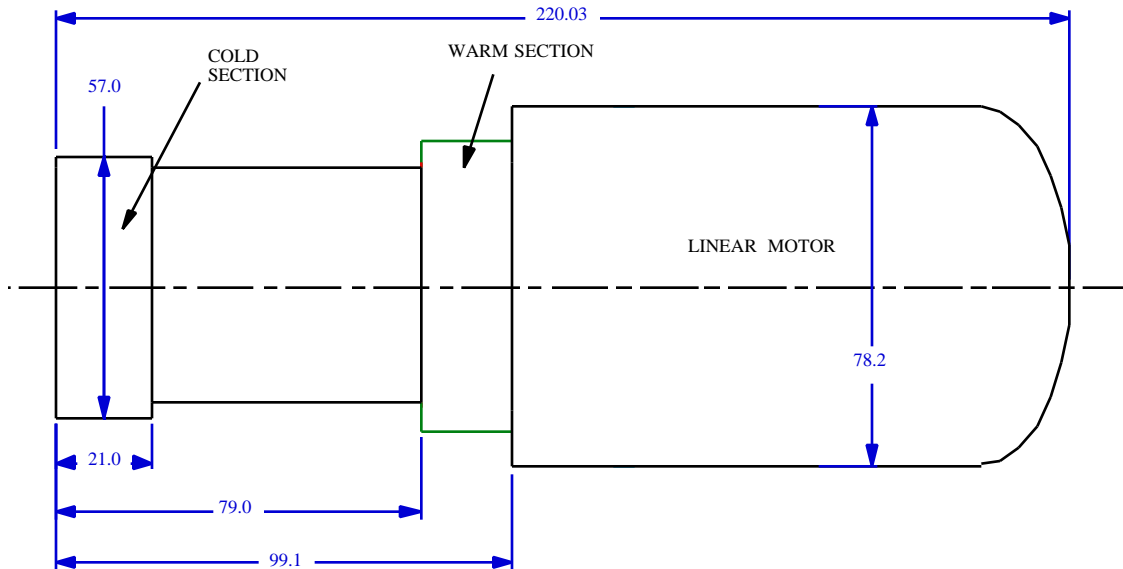 220.03
COLD
SECTION
WARM SECTION
57.0
LINEAR MOTOR
78.2
21.0
79.0
99.1